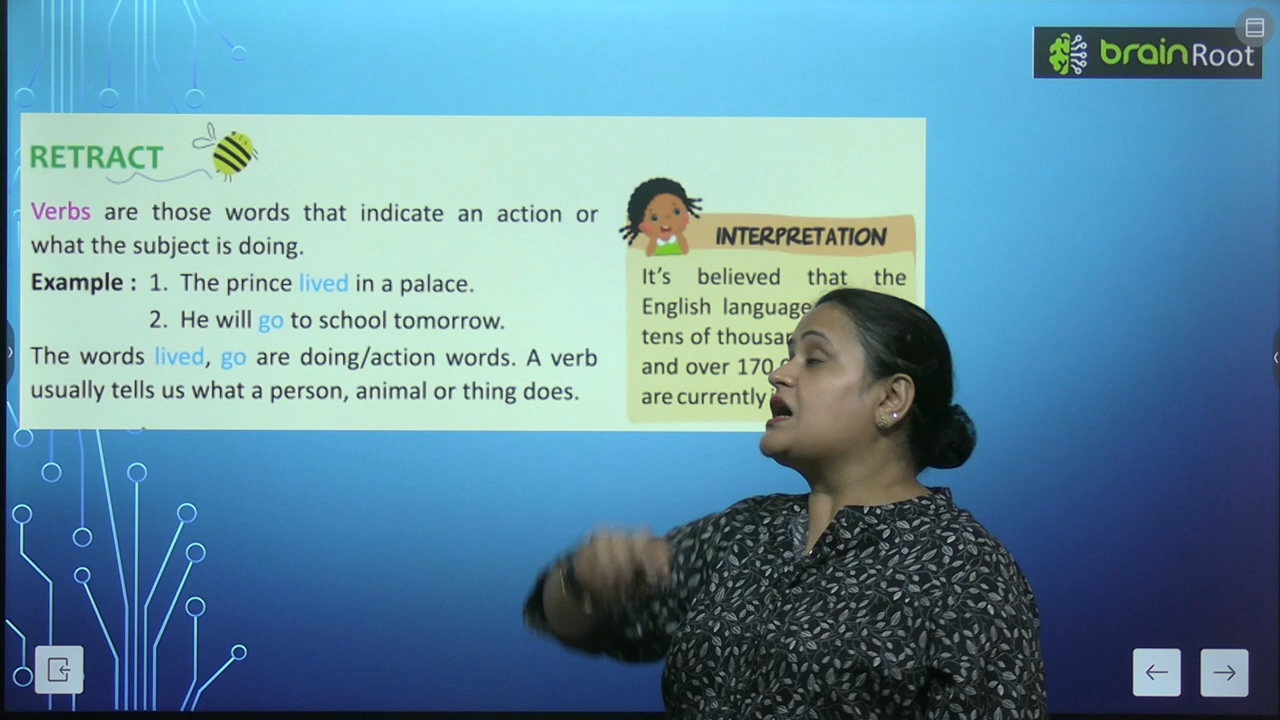 brainRoot
RETRACT
Verbs are those words that indicate an action or
what the subject is doing.
Example : 1. The prince lived in a palace.
2. He will go to school tomorrow.
The words lived, go are doing/action words. A verb
usually tells us what a person, animal or thing does.
INTERPRETATION
It's believed that the
English language
tens of
and over
are currently